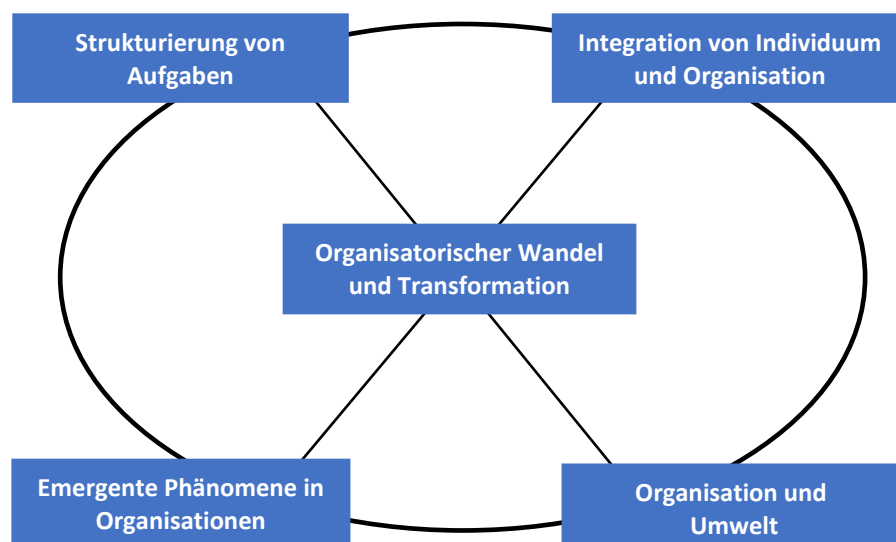 Strukturierung von
Aufgaben
Integration von Individuum
und Organisation
Organisatorischer Wandel
und Transformation
Emergente Phänomene in
Organisationen
Organisation und
Umwelt